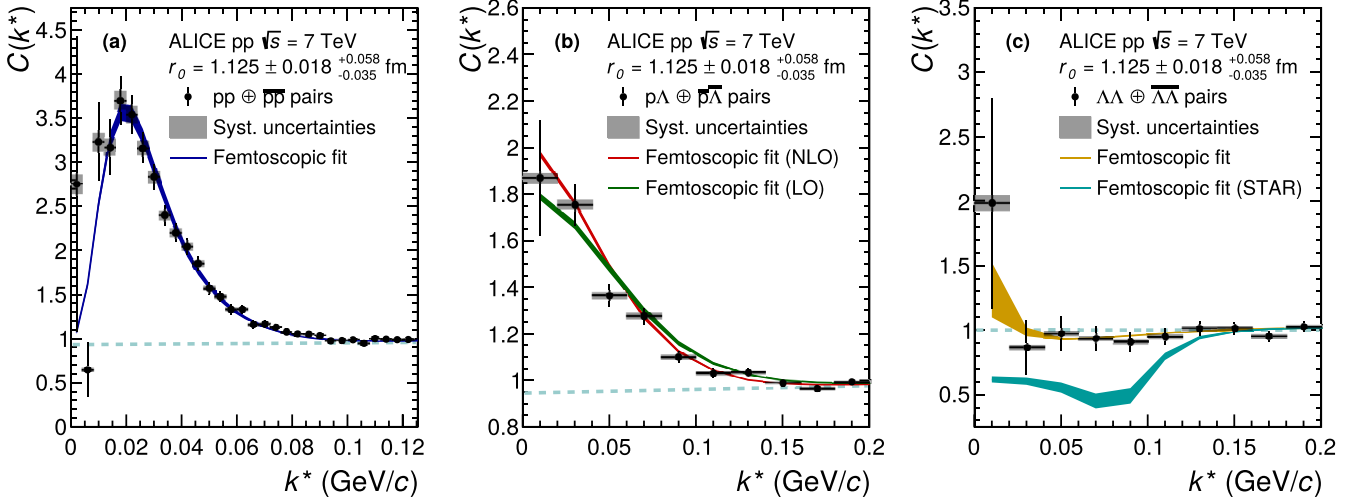 C(k*)
(a)
ALICE pp √s = 7 TeV
r₀ = 1.125 ± 0.018 +0.058 -0.035 fm
pp ⊕ p̅p̅ pairs
Syst. uncertainties
Femtoscopic fit
4.5
4
3.5
3
2.5
2
1.5
1
0.5
0
0 0.02 0.04 0.06 0.08 0.1 0.12
k* (GeV/c)
C(k*)
(b)
ALICE pp √s = 7 TeV
r₀ = 1.125 ± 0.018 +0.058 -0.035 fm
pΛ ⊕ p̅Λ̅ pairs
Syst. uncertainties
Femtoscopic fit (NLO)
Femtoscopic fit (LO)
2.6
2.4
2.2
2
1.8
1.6
1.4
1.2
1
0.8
0 0.05 0.1 0.15 0.2
k* (GeV/c)
C(k*)
(c)
ALICE pp √s = 7 TeV
r₀ = 1.125 ± 0.018 +0.058 -0.035 fm
ΛΛ ⊕ Λ̅Λ̅ pairs
Syst. uncertainties
Femtoscopic fit
Femtoscopic fit (STAR)
3.5
3
2.5
2
1.5
1
0.5
0 0.05 0.1 0.15 0.2
k* (GeV/c)